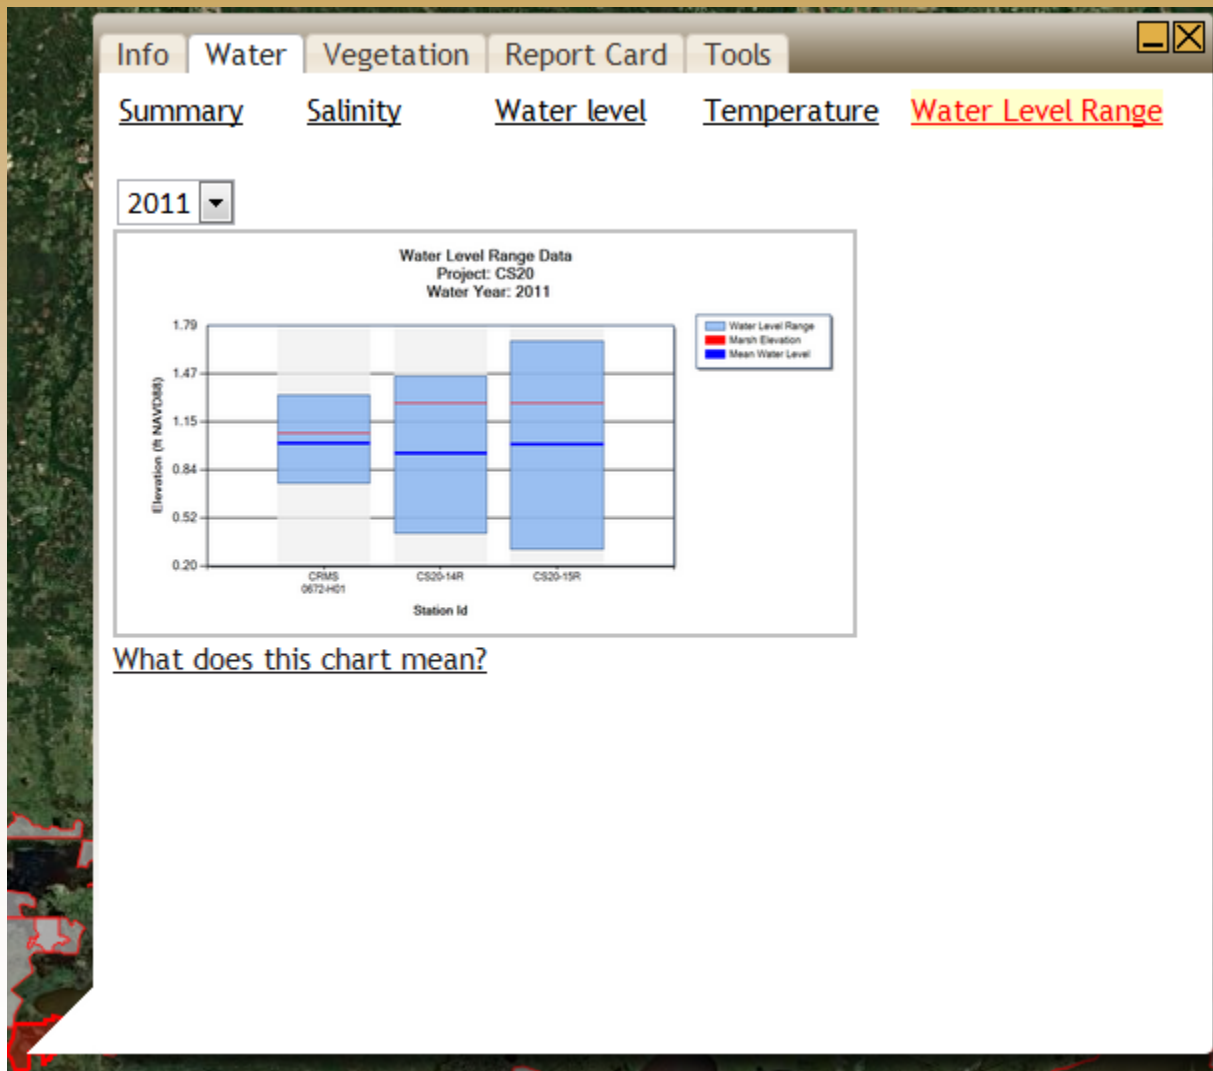 Info Water Vegetation Report Card Tools
Summary Salinity Water level Temperature Water Level Range
2011
Water Level Range Data
Project: CS20
Water Year: 2011
Water Level Range
Marsh Elevation
Mean Water Level
Elevation (ft NAVD88)
1.79
1.47
1.15
0.84
0.52
0.20
CRMS
0672-H01
CS20-14R
CS20-15R
Station Id
What does this chart mean?